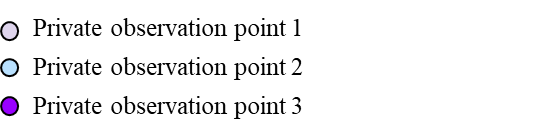 Private observation point 1
Private observation point 2
Private observation point 3